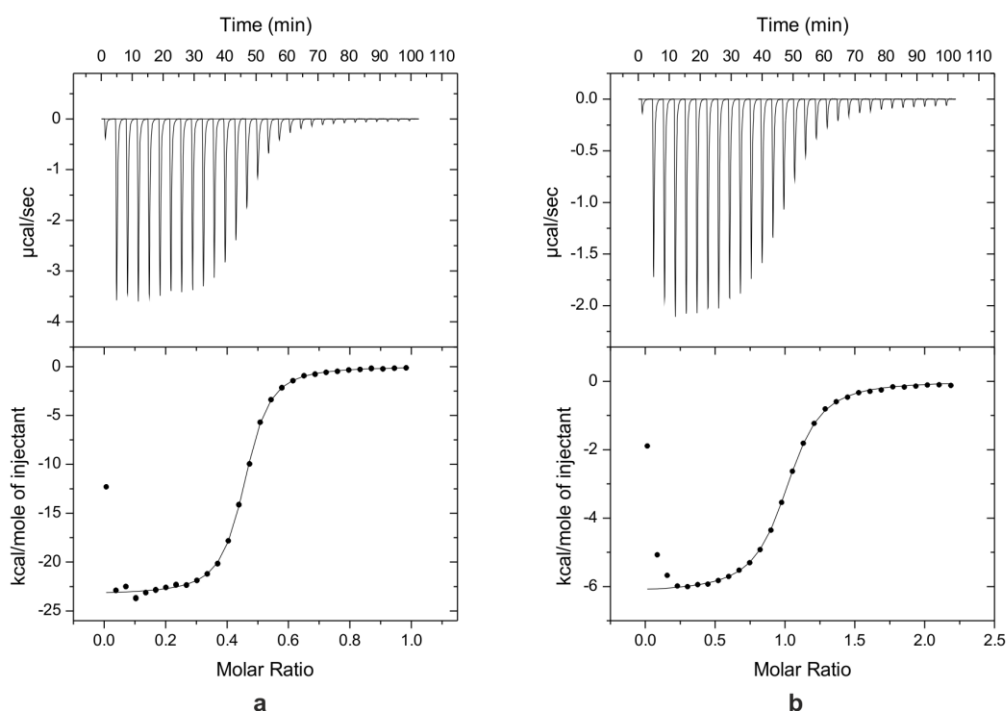 Time (min)
0 10 20 30 40 50 60 70 80 90 100 110
0
-1
-2
-3
-4
µcal/sec
0
-5
-10
-15
-20
-25
kcal/mole of injectant
0.0 0.2 0.4 0.6 0.8 1.0
Molar Ratio
a
Time (min)
0 10 20 30 40 50 60 70 80 90 100 110
0.0
-0.5
-1.0
-1.5
-2.0
µcal/sec
0
-2
-4
-6
kcal/mole of injectant
0.0 0.5 1.0 1.5 2.0 2.5
Molar Ratio
b